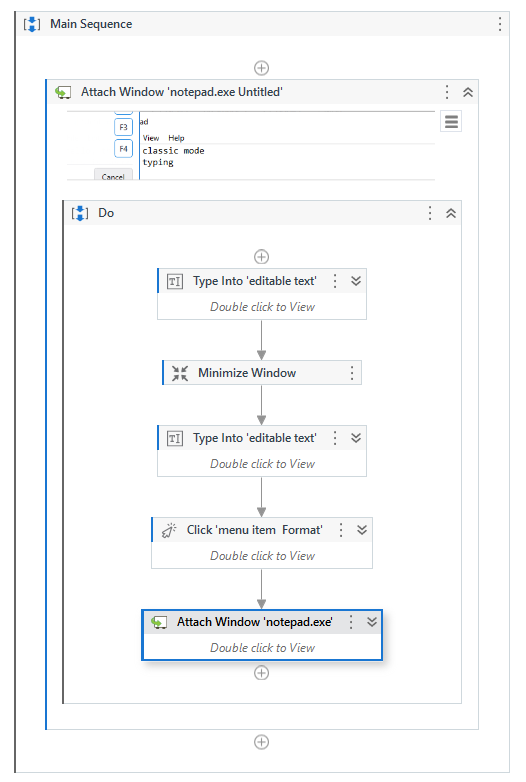 Main Sequence
Attach Window 'notepad.exe Untitled'
F3
ad
View Help
F4
classic mode
typing
Cancel
Do
Type Into 'editable text'
Double click to View
Minimize Window
Type Into 'editable text'
Double click to View
Click 'menu item  Format'
Double click to View
Attach Window 'notepad.exe'
Double click to View